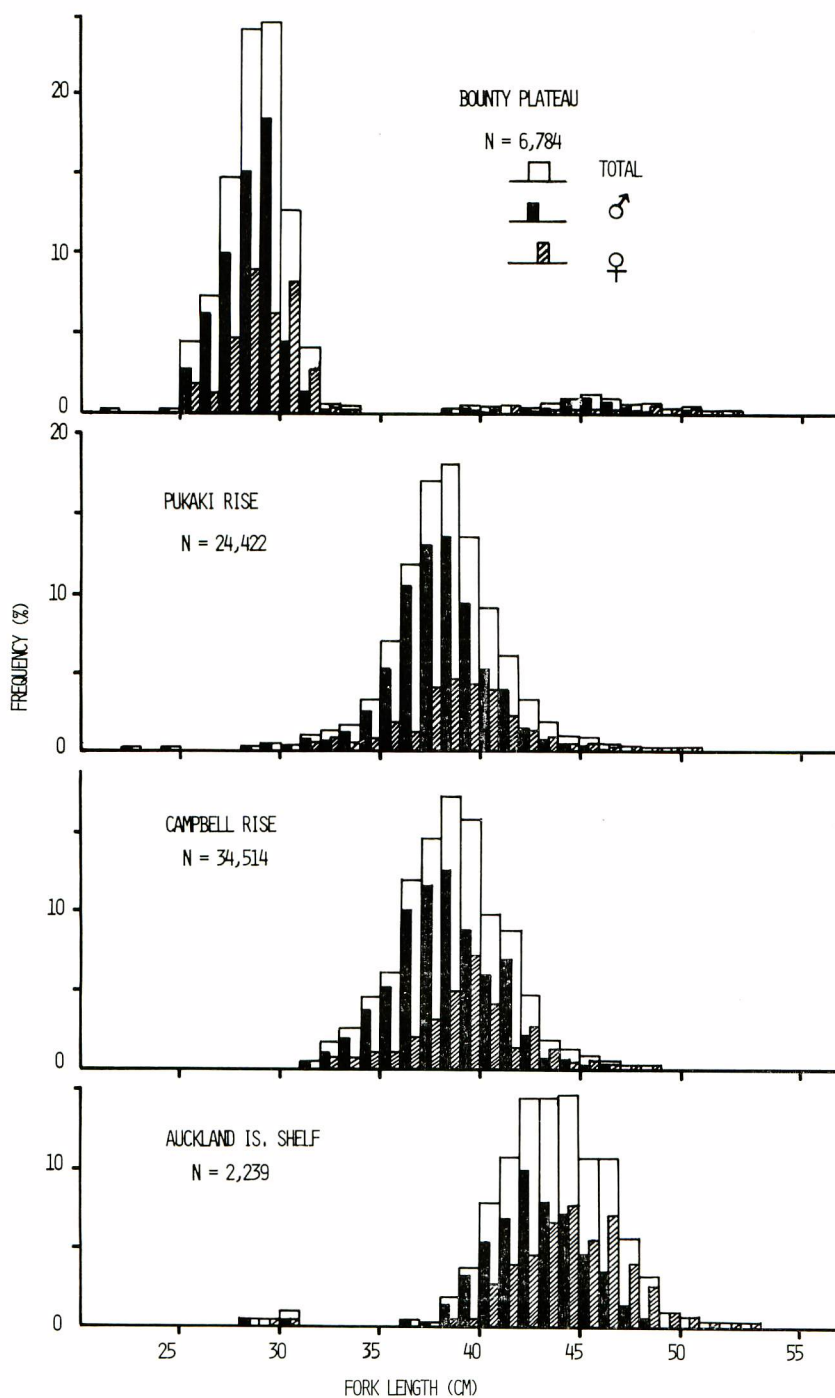 20
10
0
BOUNTY PLATEAU
N = 6,784
TOTAL
♂
♀
20
10
0
PUKAKI RISE
N = 24,422
FREQUENCY (%)
10
0
CAMPBELL RISE
N = 34,514
10
0
AUCKLAND IS. SHELF
N = 2,239
25 30 35 40 45 50 55
FORK LENGTH (CM)